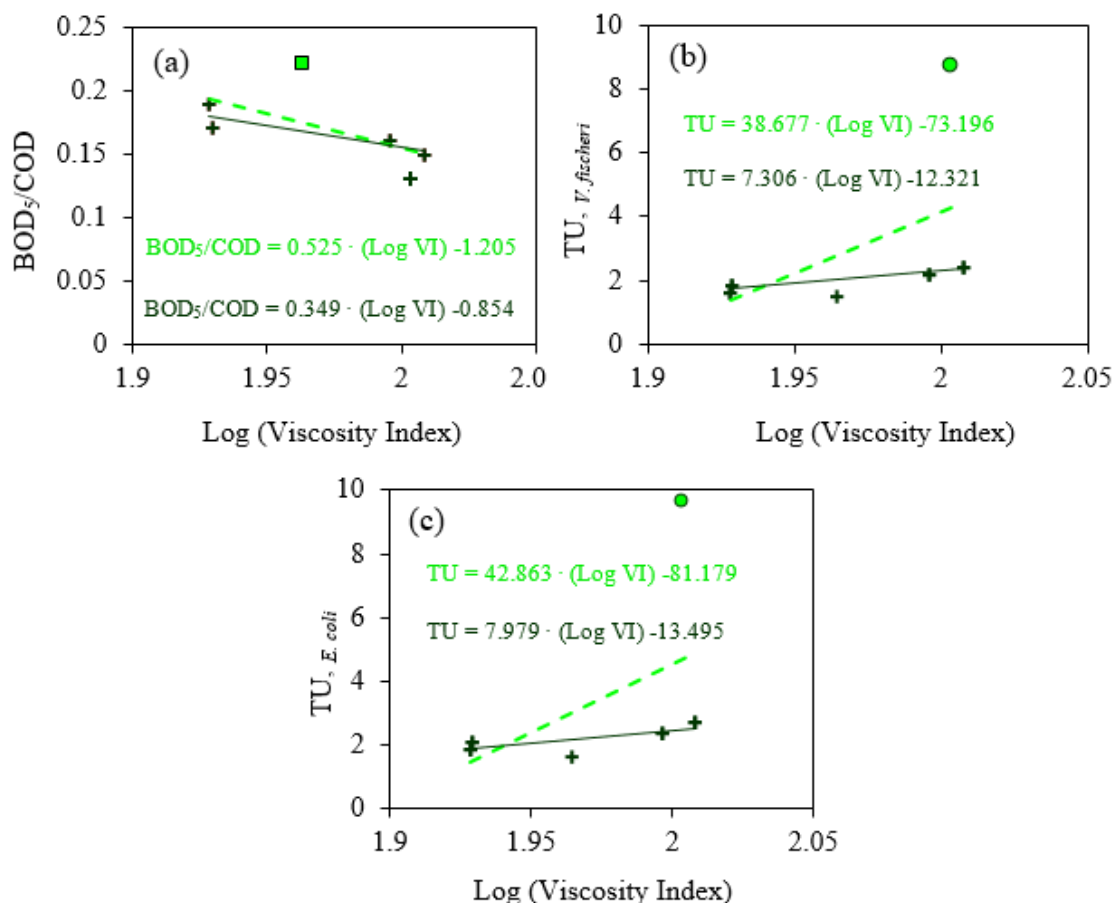 (a)
BOD₅/COD
0.25
0.2
0.15
0.1
0.05
0
BOD₅/COD = 0.525 · (Log VI) -1.205
BOD₅/COD = 0.349 · (Log VI) -0.854
1.9 1.95 2 2.0
Log (Viscosity Index)
(b)
TU, V. fischeri
10
8
6
4
2
0
TU = 38.677 · (Log VI) -73.196
TU = 7.306 · (Log VI) -12.321
1.9 1.95 2 2.05
Log (Viscosity Index)
(c)
TU, E. coli
10
8
6
4
2
0
TU = 42.863 · (Log VI) -81.179
TU = 7.979 · (Log VI) -13.495
1.9 1.95 2 2.05
Log (Viscosity Index)